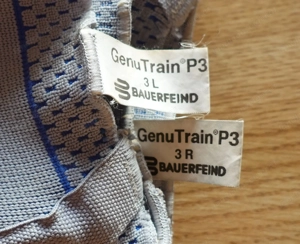 GenuTrain® P3
3 L
BAUERFEIND
GenuTrain® P3
3 R
BAUERFEIND